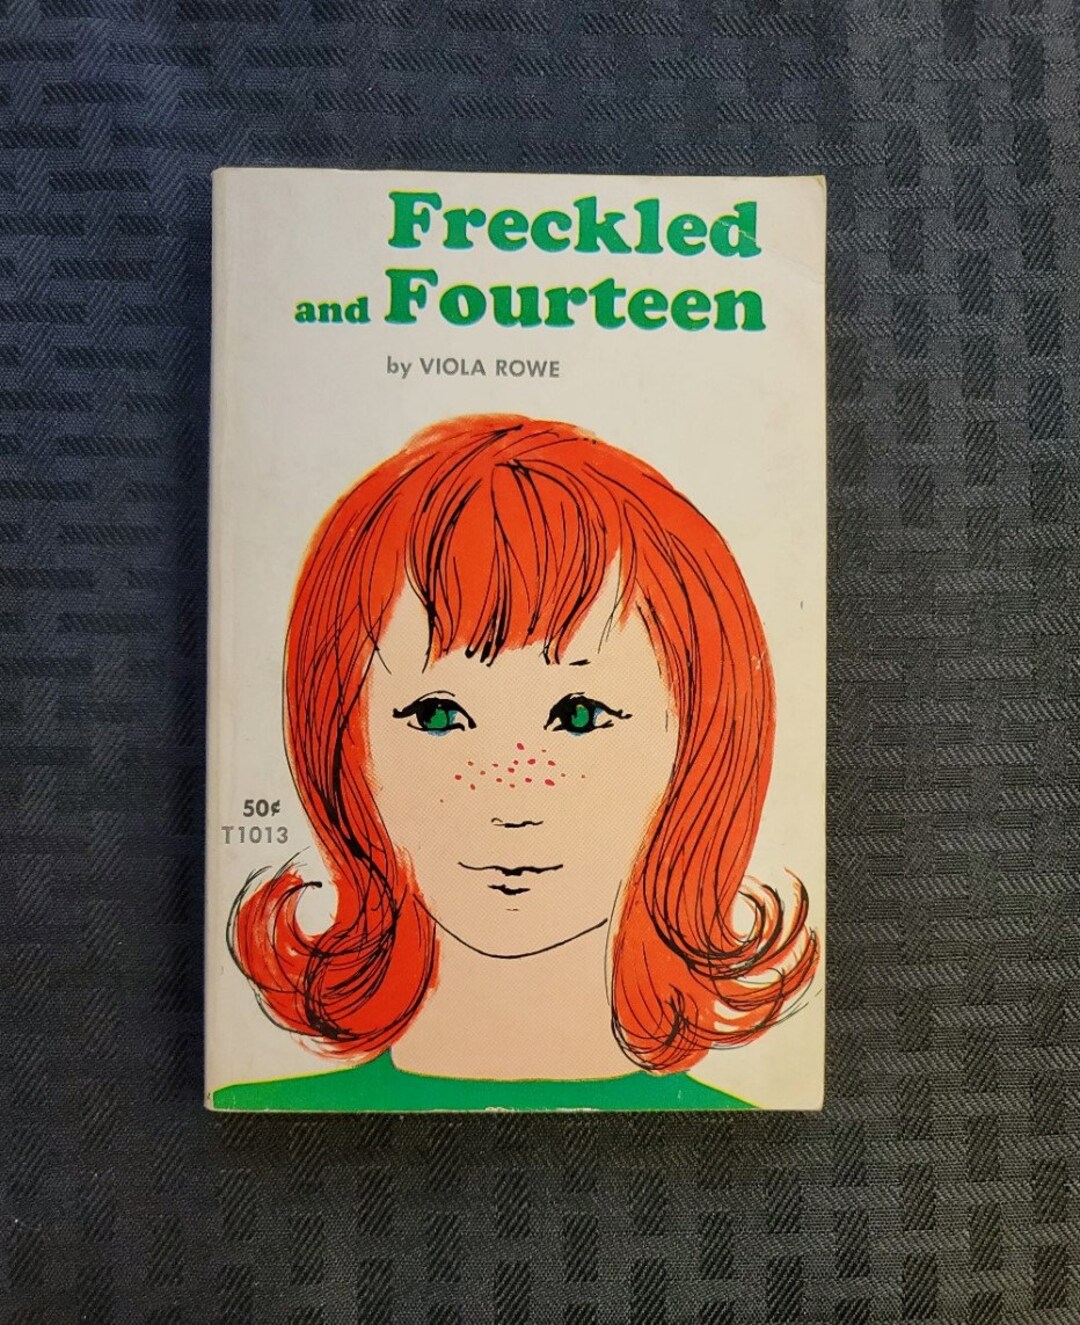 Freckled
and Fourteen
by VIOLA ROWE
50¢
T1013